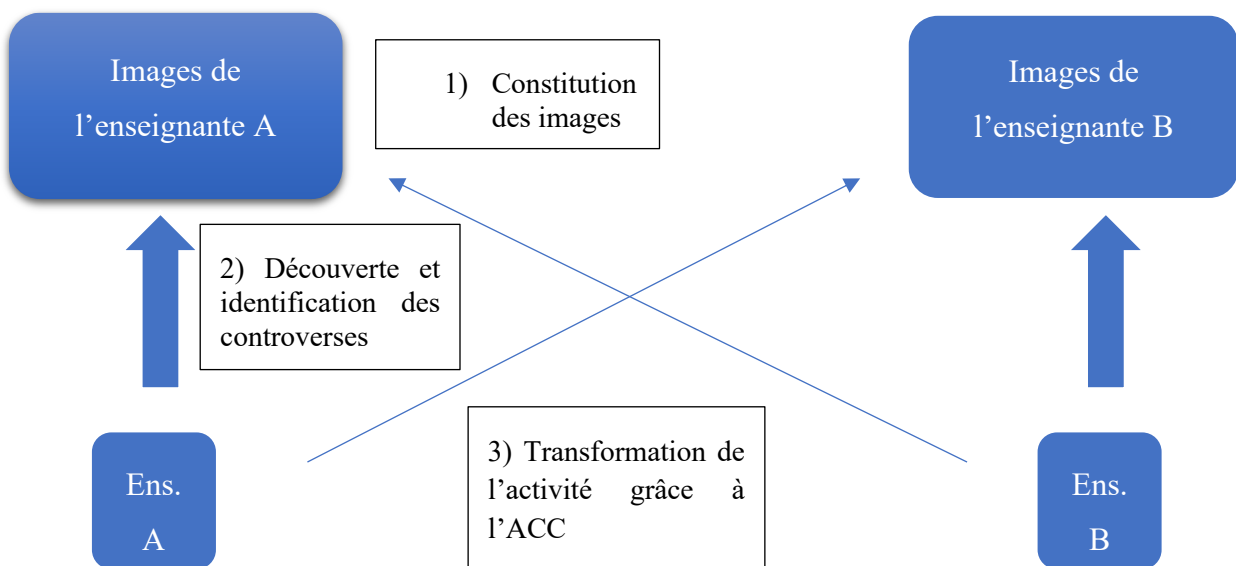 Images de
l’enseignante A
1) Constitution
des images
Images de
l’enseignante B
2) Découverte et
identification des
controverses
Ens.
A
3) Transformation de
l’activité grâce à
l’ACC
Ens.
B